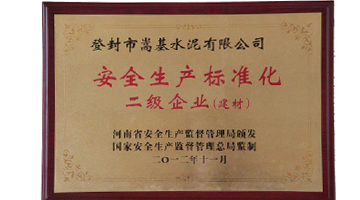 登封市嵩基水泥有限公司
安全生产标准化
二级企业(建材)
河南省安全生产监督管理局颁发
国家安全生产监督管理总局监制
二〇一二年十一月